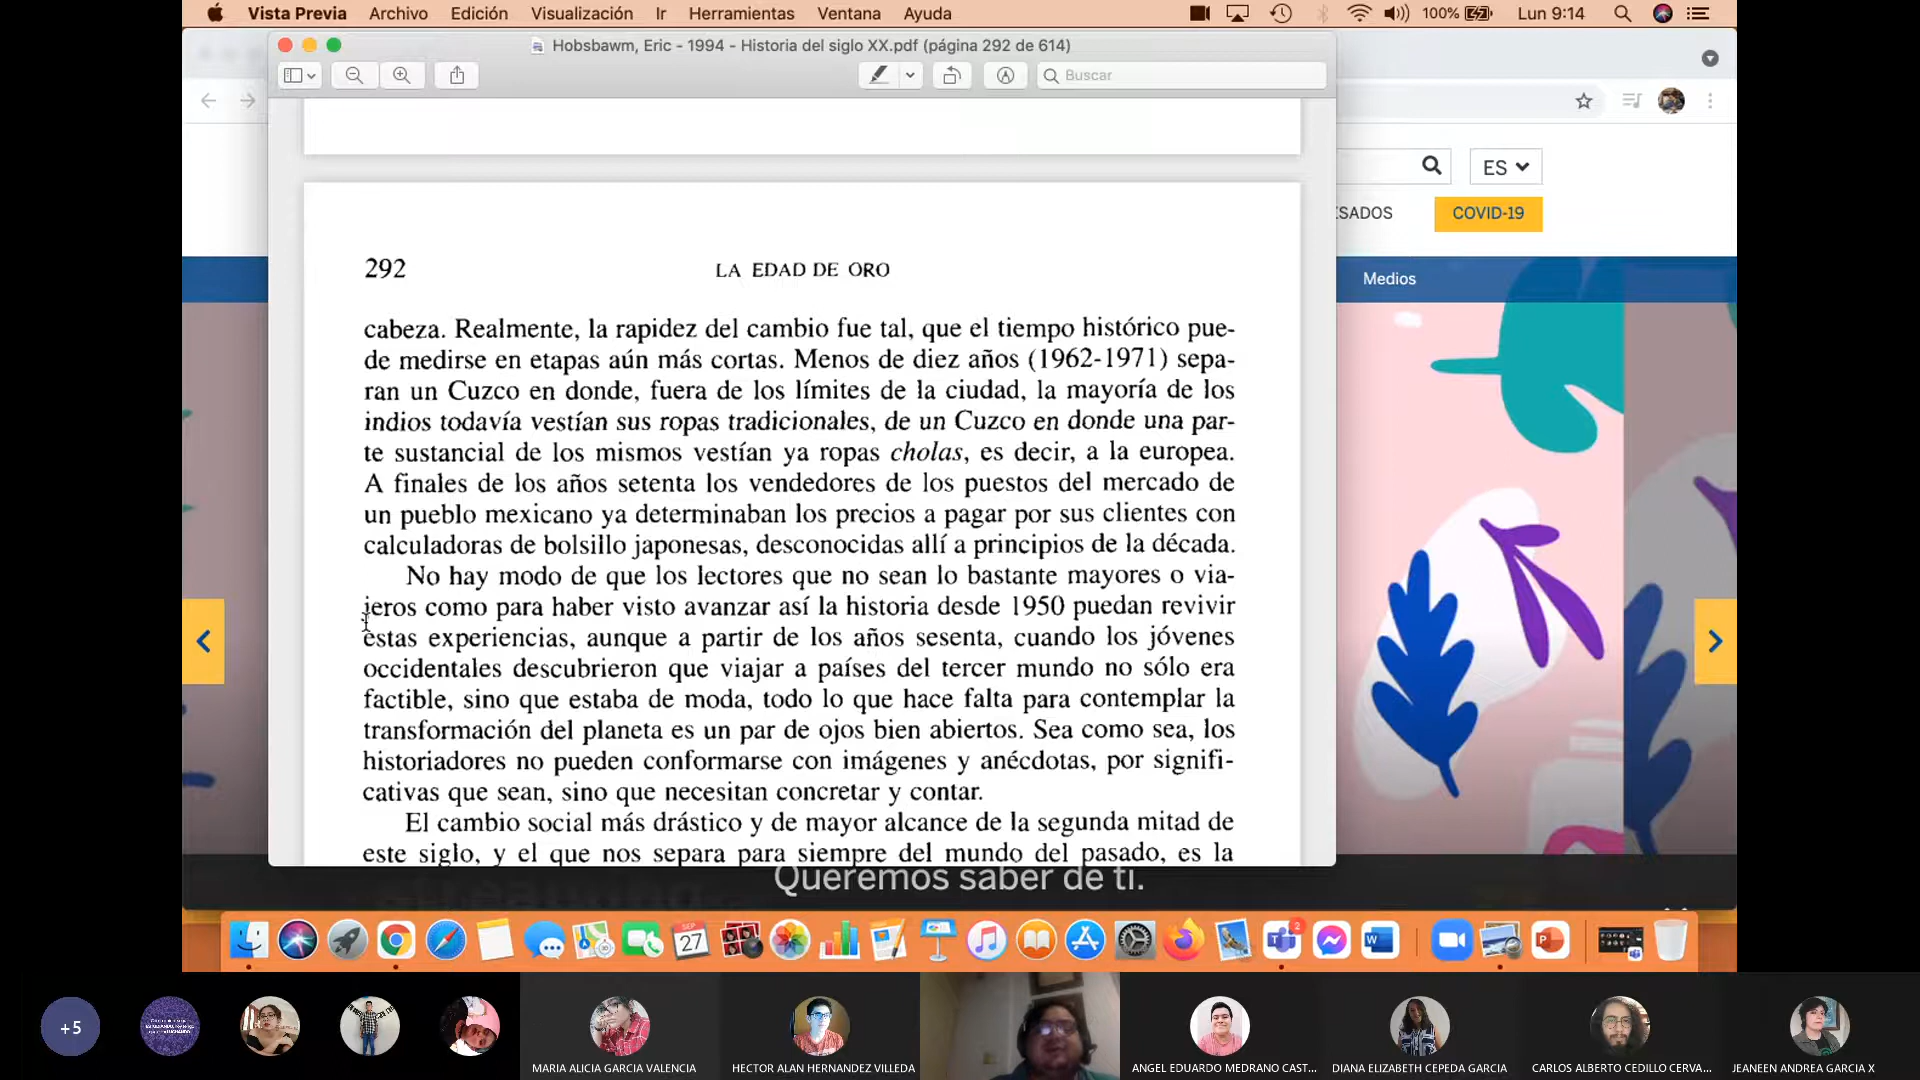 Vista Previa Archivo Edición Visualización Ir Herramientas Ventana Ayuda 100% Lun 9:14
Hobsbawm, Eric - 1994 - Historia del siglo XX.pdf (página 292 de 614)
Buscar
ES
COVID-19
Medios
292 LA EDAD DE ORO
cabeza. Realmente, la rapidez del cambio fue tal, que el tiempo histórico pue-
de medirse en etapas aún más cortas. Menos de diez años (1962-1971) sepa-
ran un Cuzco en donde, fuera de los límites de la ciudad, la mayoría de los
indios todavía vestían sus ropas tradicionales, de un Cuzco en donde una par-
te sustancial de los mismos vestían ya ropas cholas, es decir, a la europea.
A finales de los años setenta los vendedores de los puestos del mercado de
un pueblo mexicano ya determinaban los precios a pagar por sus clientes con
calculadoras de bolsillo japonesas, desconocidas allí a principios de la década.
No hay modo de que los lectores que no sean lo bastante mayores o via-
jeros como para haber visto avanzar así la historia desde 1950 puedan revivir
estas experiencias, aunque a partir de los años sesenta, cuando los jóvenes
occidentales descubrieron que viajar a países del tercer mundo no sólo era
factible, sino que estaba de moda, todo lo que hace falta para contemplar la
transformación del planeta es un par de ojos bien abiertos. Sea como sea, los
historiadores no pueden conformarse con imágenes y anécdotas, por signifi-
cativas que sean, sino que necesitan concretar y contar.
El cambio social más drástico y de mayor alcance de la segunda mitad de
este siglo, y el que nos separa para siempre del mundo del pasado, es la
Queremos saber de ti.
SEP
27
2
+5
MARIA ALICIA GARCIA VALENCIA HECTOR ALAN HERNANDEZ VILLEDA ANGEL EDUARDO MEDRANO CAST... DIANA ELIZABETH CEPEDA GARCIA CARLOS ALBERTO CEDILLO CERVA... JEANEEN ANDREA GARCIA X